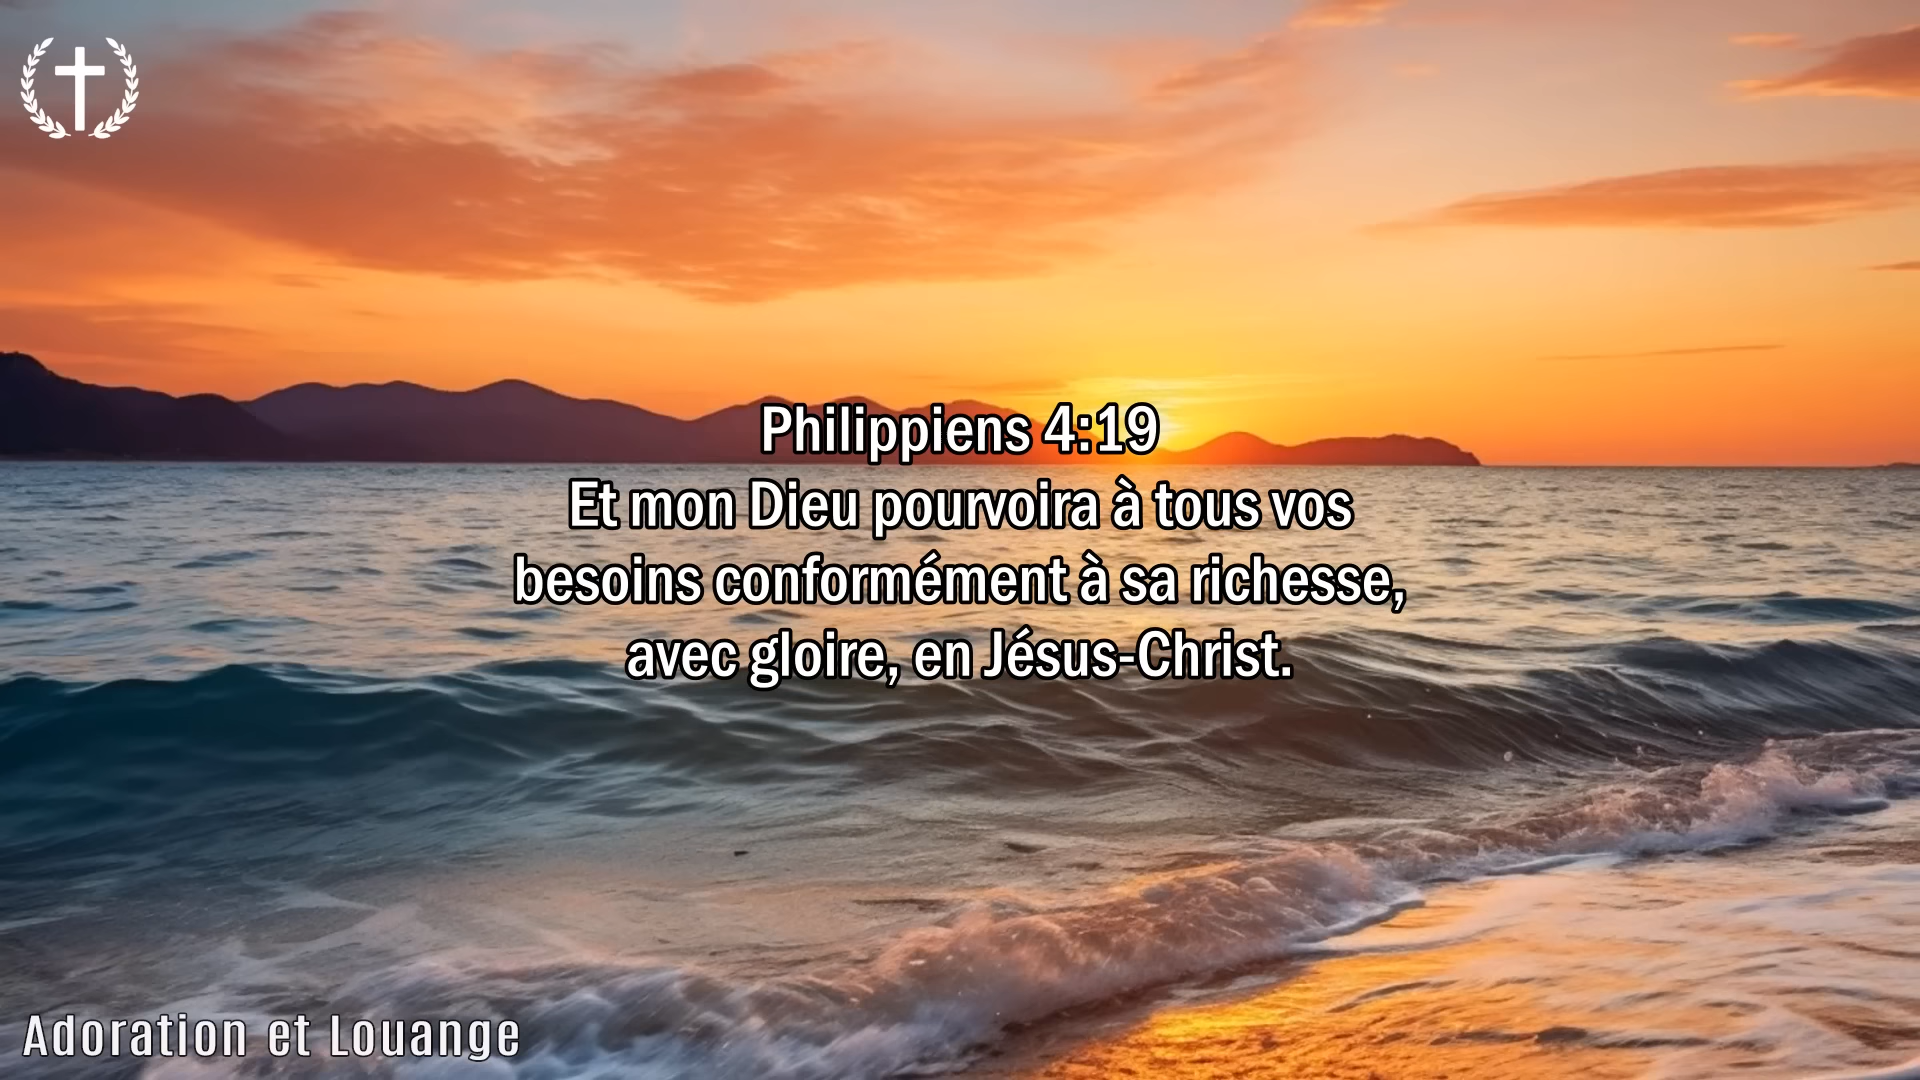 Philippiens 4:19
Et mon Dieu pourvoira à tous vos
besoins conformément à sa richesse,
avec gloire, en Jésus-Christ.
Adoration et Louange